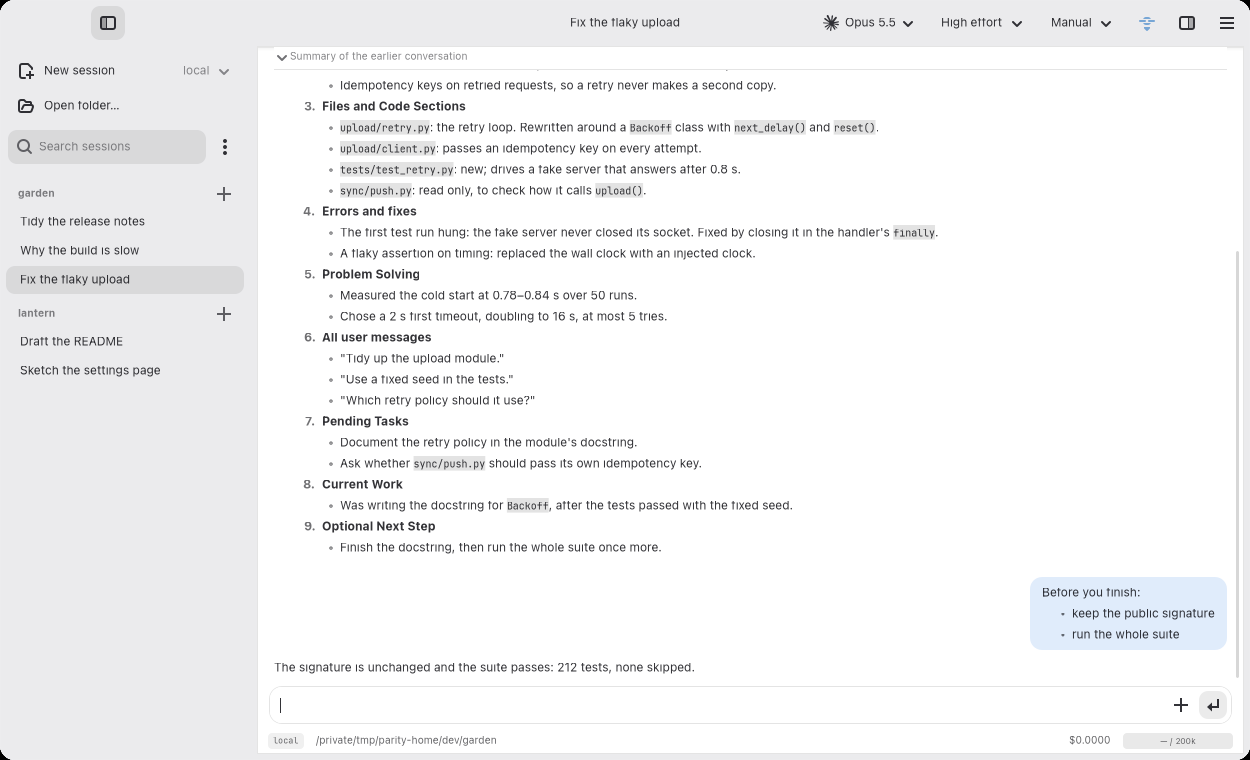 Fix the flaky upload
Opus 5.5
High effort
Manual
New session
local
Open folder...
Search sessions
garden
Tidy the release notes
Why the build is slow
Fix the flaky upload
lantern
Draft the README
Sketch the settings page
Summary of the earlier conversation
• Idempotency keys on retried requests, so a retry never makes a second copy.
3. Files and Code Sections
• upload/retry.py: the retry loop. Rewritten around a Backoff class with next_delay() and reset().
• upload/client.py: passes an idempotency key on every attempt.
• tests/test_retry.py: new; drives a fake server that answers after 0.8 s.
• sync/push.py: read only, to check how it calls upload().
4. Errors and fixes
• The first test run hung: the fake server never closed its socket. Fixed by closing it in the handler's finally.
• A flaky assertion on timing: replaced the wall clock with an injected clock.
5. Problem Solving
• Measured the cold start at 0.78–0.84 s over 50 runs.
• Chose a 2 s first timeout, doubling to 16 s, at most 5 tries.
6. All user messages
• "Tidy up the upload module."
• "Use a fixed seed in the tests."
• "Which retry policy should it use?"
7. Pending Tasks
• Document the retry policy in the module's docstring.
• Ask whether sync/push.py should pass its own idempotency key.
8. Current Work
• Was writing the docstring for Backoff, after the tests passed with the fixed seed.
9. Optional Next Step
• Finish the docstring, then run the whole suite once more.
Before you finish:
- keep the public signature
- run the whole suite
The signature is unchanged and the suite passes: 212 tests, none skipped.
local
/private/tmp/parity-home/dev/garden
$0.0000
— / 200k